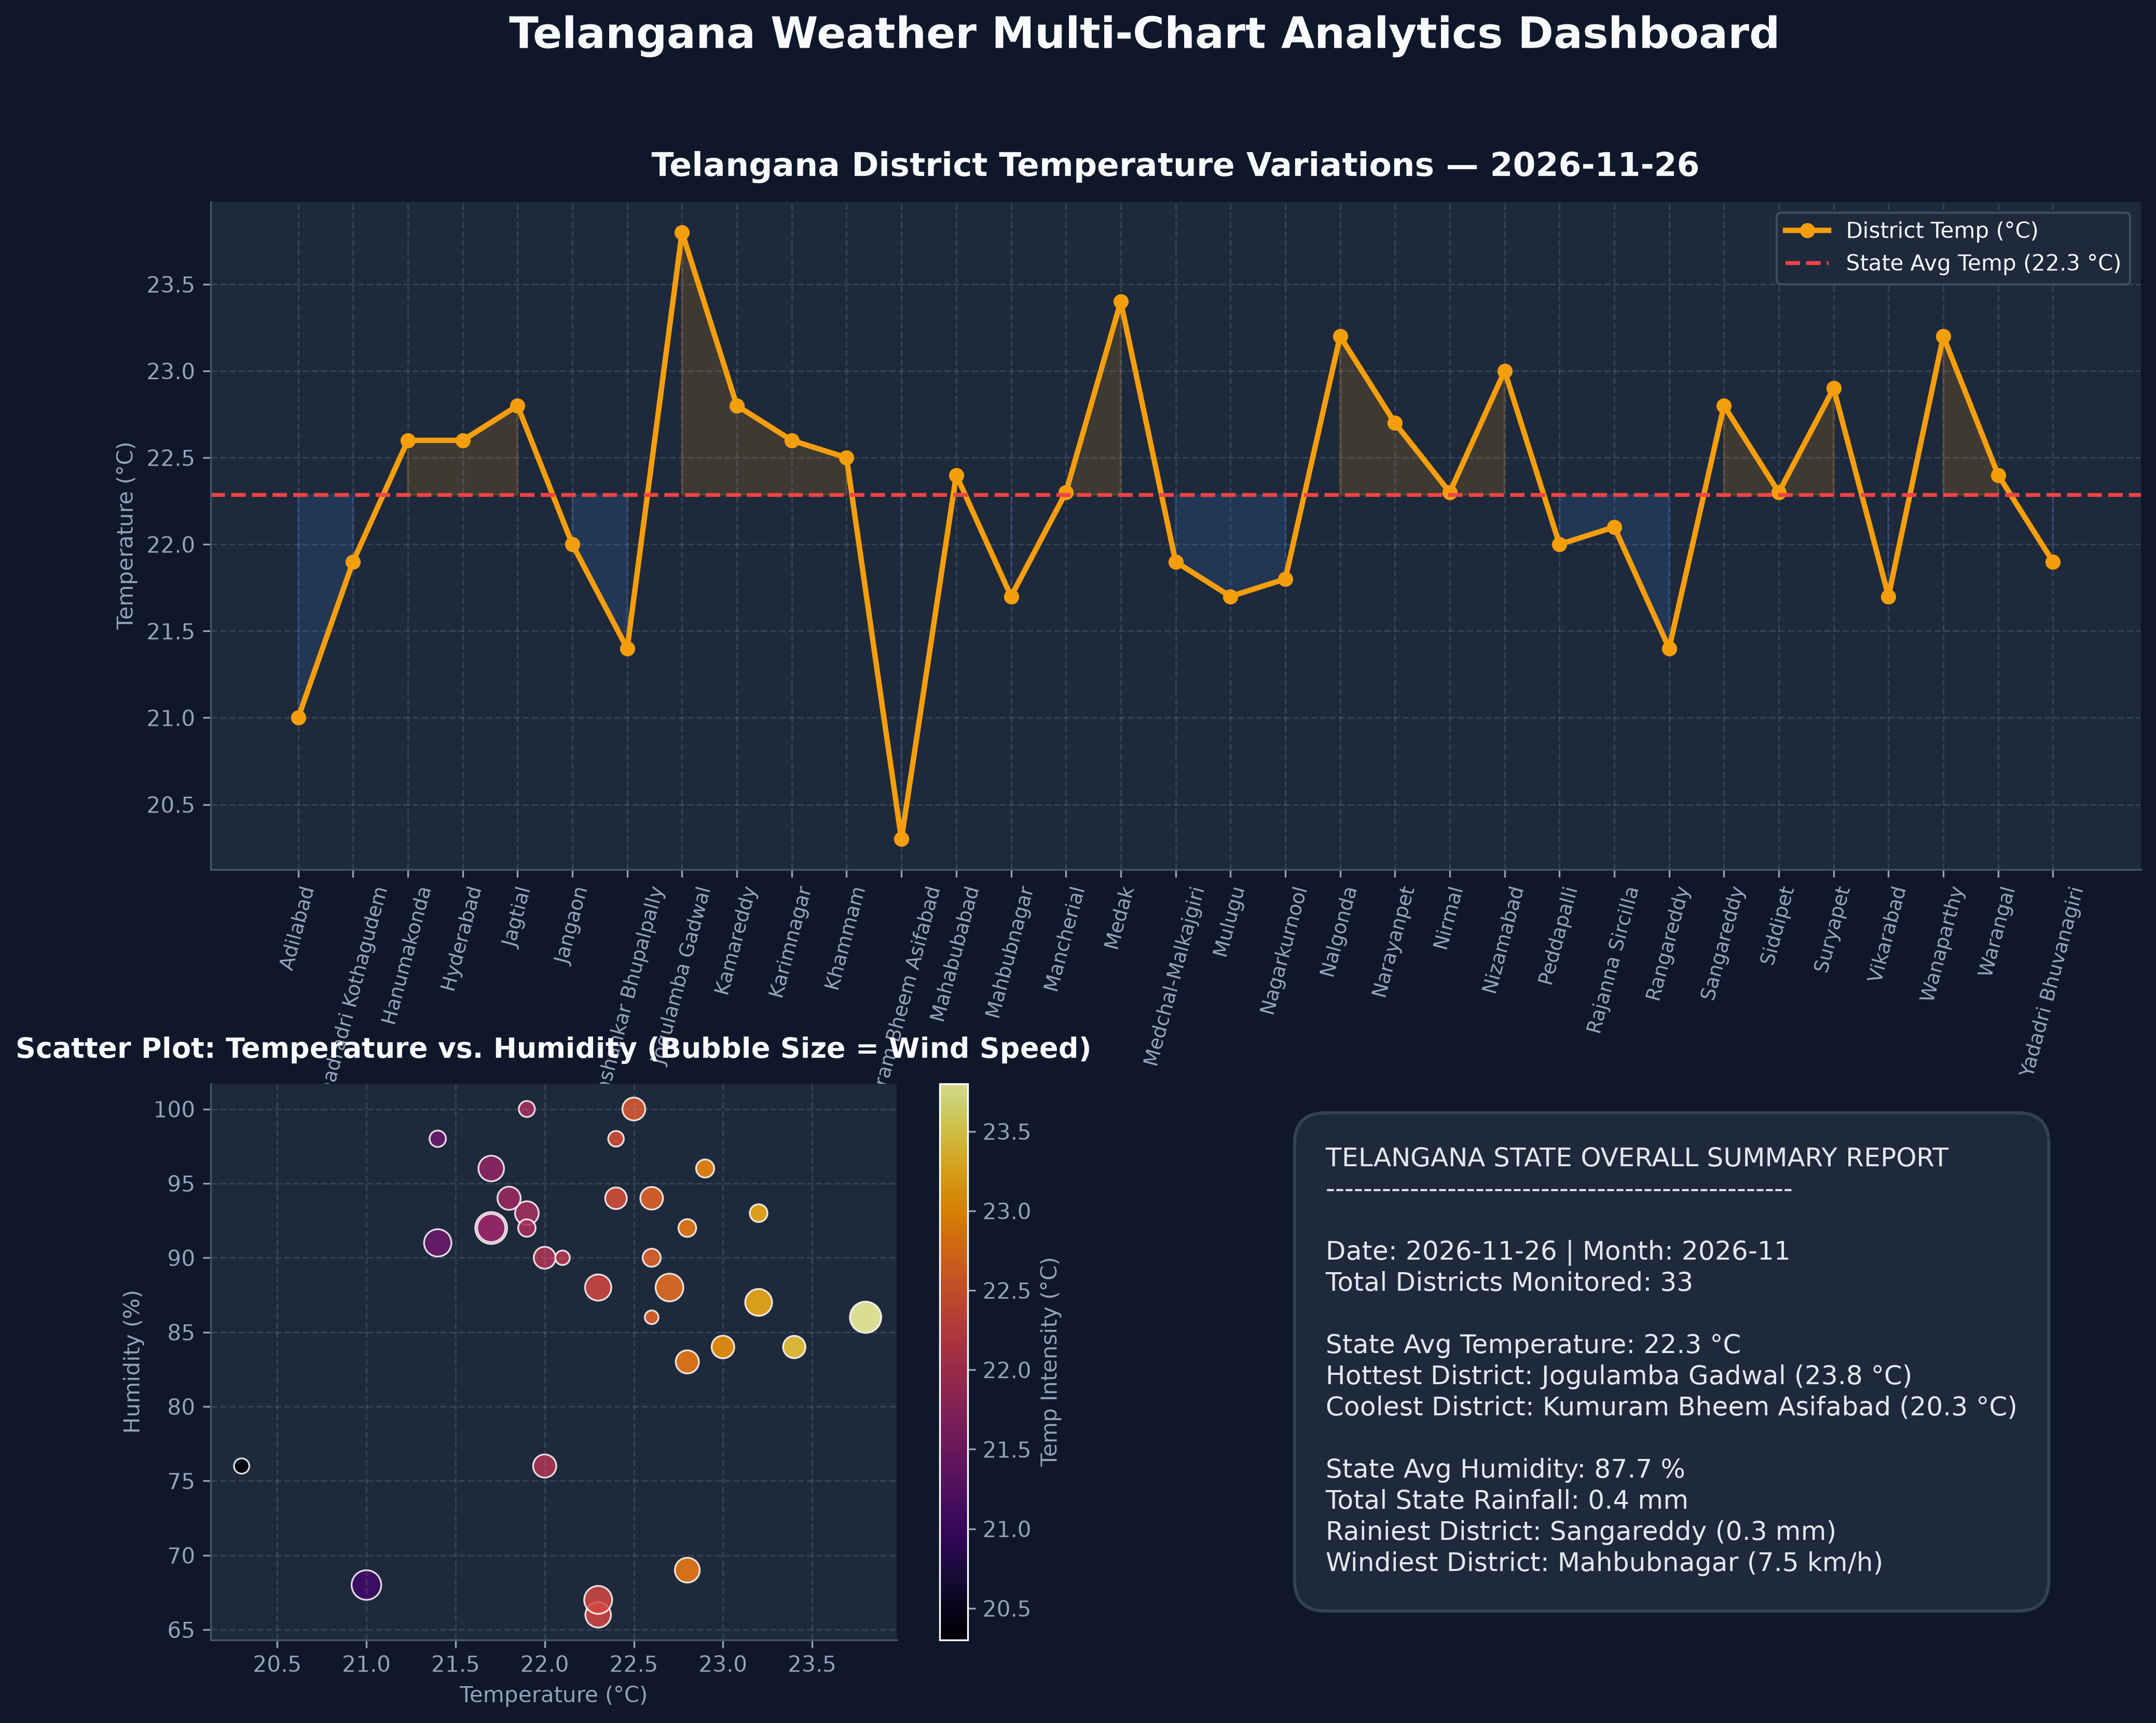 Telangana Weather Multi-Chart Analytics Dashboard
Telangana District Temperature Variations — 2026-11-26
District Temp (°C)
State Avg Temp (22.3 °C)
Temperature (°C)
23.5
23.0
22.5
22.0
21.5
21.0
20.5
Adilabad
Kothagudem
Hanumakonda
Hyderabad
Jagtial
Jangaon
Bhupalpally
Jogulamba Gadwal
Kamareddy
Karimnagar
Khammam
Bheem Asifabad
Mahabubabad
Mahbubnagar
Mancherial
Medak
Medchal-Malkajgiri
Mulugu
Nagarkurnool
Nalgonda
Narayanpet
Nirmal
Nizamabad
Peddapalli
Rajanna Sircilla
Rangareddy
Sangareddy
Siddipet
Suryapet
Vikarabad
Wanaparthy
Warangal
Yadadri Bhuvanagiri
Scatter Plot: Temperature vs. Humidity (Bubble Size = Wind Speed)
Humidity (%)
100
95
90
85
80
75
70
65
20.5
21.0
21.5
22.0
22.5
23.0
23.5
Temperature (°C)
23.5
23.0
22.5
22.0
21.5
21.0
20.5
Temp Intensity (°C)
TELANGANA STATE OVERALL SUMMARY REPORT
--------------------------------------------------
Date: 2026-11-26 | Month: 2026-11
Total Districts Monitored: 33
State Avg Temperature: 22.3 °C
Hottest District: Jogulamba Gadwal (23.8 °C)
Coolest District: Kumuram Bheem Asifabad (20.3 °C)
State Avg Humidity: 87.7 %
Total State Rainfall: 0.4 mm
Rainiest District: Sangareddy (0.3 mm)
Windiest District: Mahbubnagar (7.5 km/h)